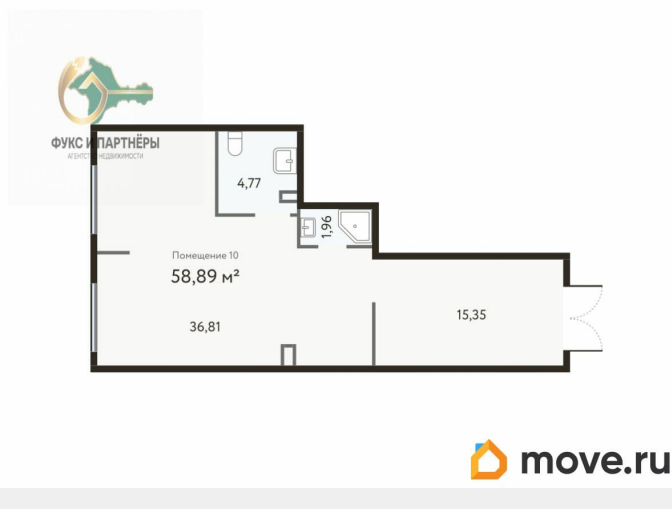 ФУКС И ПАРТНЁРЫ
АГЕНТСТВО НЕДВИЖИМОСТИ
4,77
1,96
Помещение 10
58,89 м²
36,81
15,35
move.ru